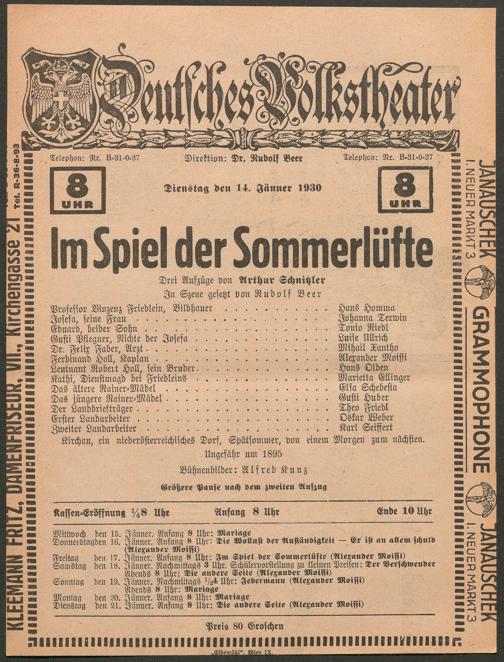 Deutsches Volkstheater
Telephon: Nr. B-31-0-37 Direktion: Dr. Rudolf Beer Telephon: Nr. B-31-0-37
8 UHR Dienstag den 14. Jänner 1930 8 UHR
Im Spiel der Sommerlüfte
Drei Aufzüge von Arthur Schnitzler
In Szene gesetzt von Rudolf Beer
Professor Vinzenz Friedlein, Bildhauer . . . . . . . . . . Hans Homma
Josefa, seine Frau . . . . . . . . . . Johanna Terwin
Eduard, beider Sohn . . . . . . . . . . Tonio Riedl
Gusti Pflegner, Nichte der Josefa . . . . . . . . . . Luise Ullrich
Dr. Felix Faber, Arzt . . . . . . . . . . Mihail Xantho
Ferdinand Holl, Kaplan . . . . . . . . . . Alexander Moissi
Leutnant Robert Holl, sein Bruder . . . . . . . . . . Hans Olden
Kathi, Dienstmagd bei Friedleins . . . . . . . . . . Marietta Ellinger
Das ältere Rainer-Mädel . . . . . . . . . . Elsa Schebesta
Das jüngere Rainer-Mädel . . . . . . . . . . Gusti Huber
Der Landbriefträger . . . . . . . . . . Theo Friedl
Erster Landarbeiter . . . . . . . . . . Oskar Weber
Zweiter Landarbeiter . . . . . . . . . . Karl Seiffert
Kirchau, ein niederösterreichisches Dorf, Spätsommer, von einem Morgen zum nächsten.
Ungefähr um 1895
Bühnenbilder: Alfred Kunz
Größere Pause nach dem zweiten Aufzug
Kassen-Eröffnung 1/48 Uhr Anfang 8 Uhr Ende 10 Uhr
Mittwoch den 15. Jänner. Anfang 8 Uhr: Mariage
Donnerstag den 16. Jänner. Anfang 8 Uhr: Die Wollust der Anständigkeit — Er ist an allem schuld
(Alexander Moissi)
Freitag den 17. Jänner. Anfang 8 Uhr: Im Spiel der Sommerlüfte (Alexander Moissi)
Samstag den 18. Jänner. Nachmittags 3 Uhr. Schülervorstellung zu kleinen Preisen: Der Verschwender
Abends 8 Uhr: Die andere Seite (Alexander Moissi)
Sonntag den 19. Jänner. Nachmittags 1/24 Uhr: Jedermann (Alexander Moissi)
Abends 8 Uhr: Mariage
Montag den 20. Jänner. Anfang 8 Uhr: Mariage
Dienstag den 21. Jänner. Anfang 8 Uhr: Die andere Seite (Alexander Moissi)
Preis 80 Groschen
„Elbemühl“, Wien IX.
KLEEMANN FRITZ, DAMENFRISEUR, VII., Kirchengasse 21 Tel. R-36-8-93
JANAUSCHEK
I. NEUER MARKT 3
GRAMMOPHONE
JANAUSCHEK
I. NEUER MARKT 3